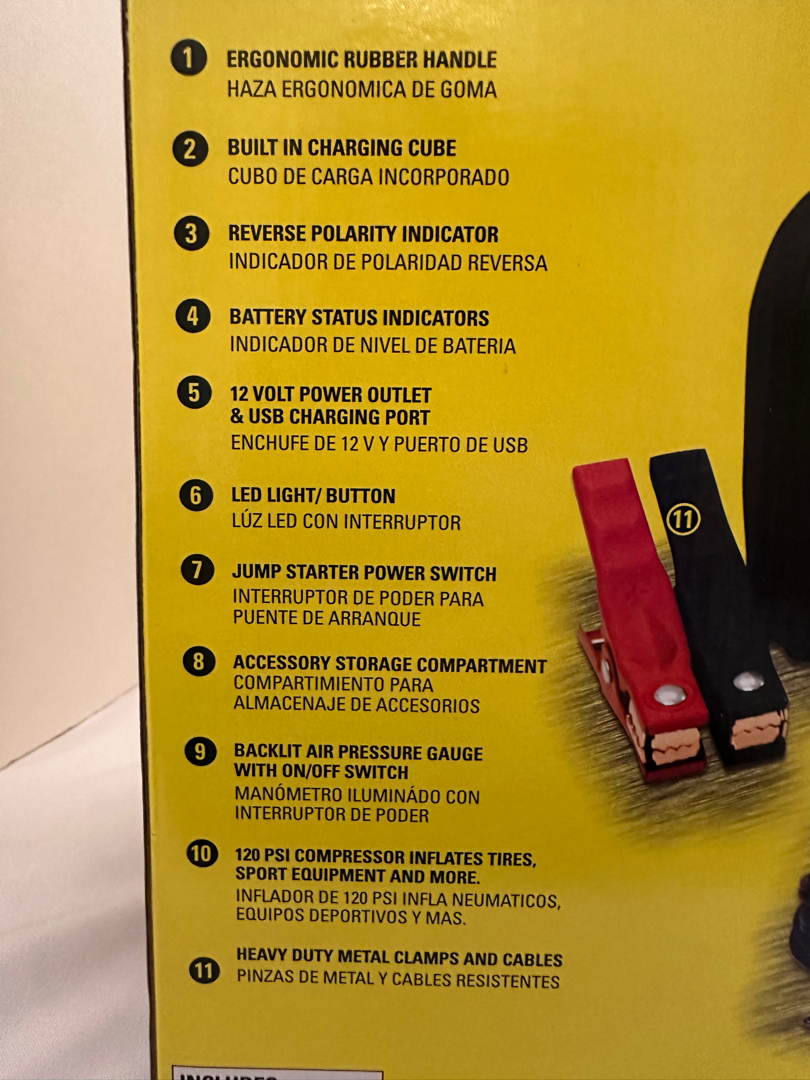 1 ERGONOMIC RUBBER HANDLE
HAZA ERGONOMICA DE GOMA
2 BUILT IN CHARGING CUBE
CUBO DE CARGA INCORPORADO
3 REVERSE POLARITY INDICATOR
INDICADOR DE POLARIDAD REVERSA
4 BATTERY STATUS INDICATORS
INDICADOR DE NIVEL DE BATERIA
5 12 VOLT POWER OUTLET
& USB CHARGING PORT
ENCHUFE DE 12 V Y PUERTO DE USB
6 LED LIGHT/ BUTTON
LÚZ LED CON INTERRUPTOR
7 JUMP STARTER POWER SWITCH
INTERRUPTOR DE PODER PARA
PUENTE DE ARRANQUE
8 ACCESSORY STORAGE COMPARTMENT
COMPARTIMIENTO PARA
ALMACENAJE DE ACCESORIOS
9 BACKLIT AIR PRESSURE GAUGE
WITH ON/OFF SWITCH
MANÓMETRO ILUMINÁDO CON
INTERRUPTOR DE PODER
10 120 PSI COMPRESSOR INFLATES TIRES,
SPORT EQUIPMENT AND MORE.
INFLADOR DE 120 PSI INFLA NEUMATICOS,
EQUIPOS DEPORTIVOS Y MAS.
11 HEAVY DUTY METAL CLAMPS AND CABLES
PINZAS DE METAL Y CABLES RESISTENTES
11
INCLUDES